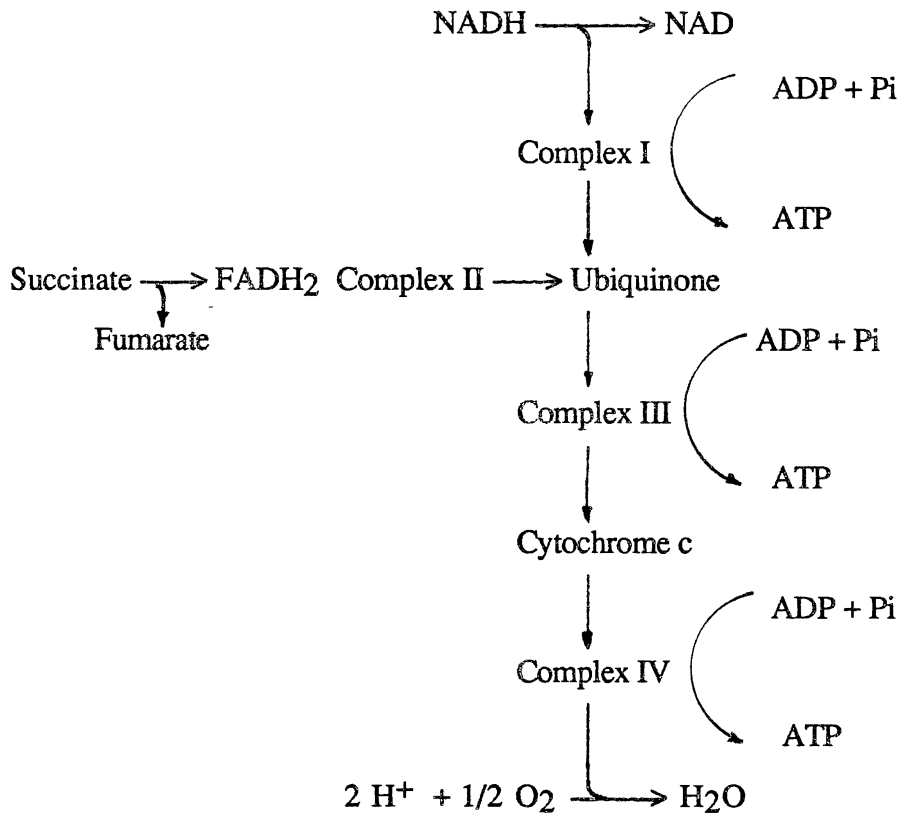 NADH NAD
ADP + Pi
Complex I
ATP
Succinate FADH2 Complex II Ubiquinone
Fumarate
ADP + Pi
Complex III
ATP
Cytochrome c
ADP + Pi
Complex IV
ATP
2 H+ + 1/2 O2 H2O